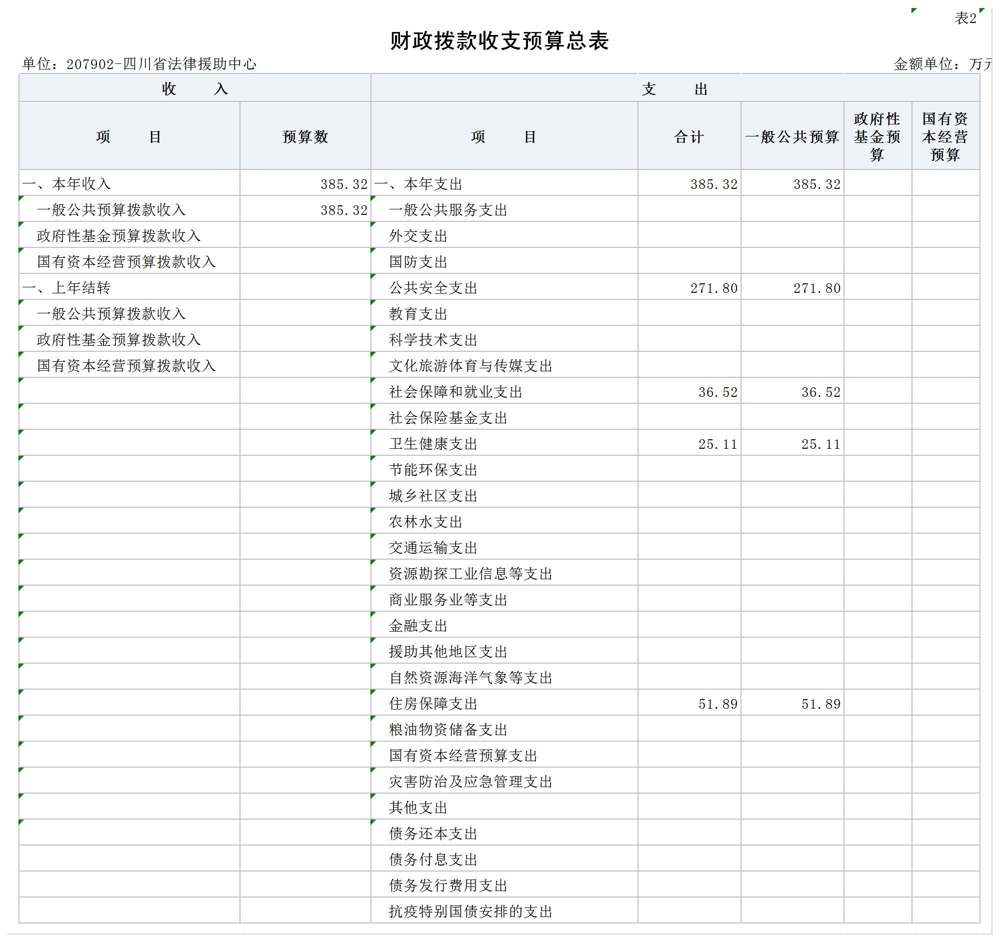 表2
财政拨款收支预算总表
单位：207902-四川省法律援助中心 金额单位：万元
收 入 支 出
项 目 预算数 项 目 合计 一般公共预算 政府性基金预算 国有资本经营预算
一、本年收入 385.32 一、本年支出 385.32 385.32
一般公共预算拨款收入 385.32 一般公共服务支出
政府性基金预算拨款收入 外交支出
国有资本经营预算拨款收入 国防支出
一、上年结转 公共安全支出 271.80 271.80
一般公共预算拨款收入 教育支出
政府性基金预算拨款收入 科学技术支出
国有资本经营预算拨款收入 文化旅游体育与传媒支出
社会保障和就业支出 36.52 36.52
社会保险基金支出
卫生健康支出 25.11 25.11
节能环保支出
城乡社区支出
农林水支出
交通运输支出
资源勘探工业信息等支出
商业服务业等支出
金融支出
援助其他地区支出
自然资源海洋气象等支出
住房保障支出 51.89 51.89
粮油物资储备支出
国有资本经营预算支出
灾害防治及应急管理支出
其他支出
债务还本支出
债务付息支出
债务发行费用支出
抗疫特别国债安排的支出